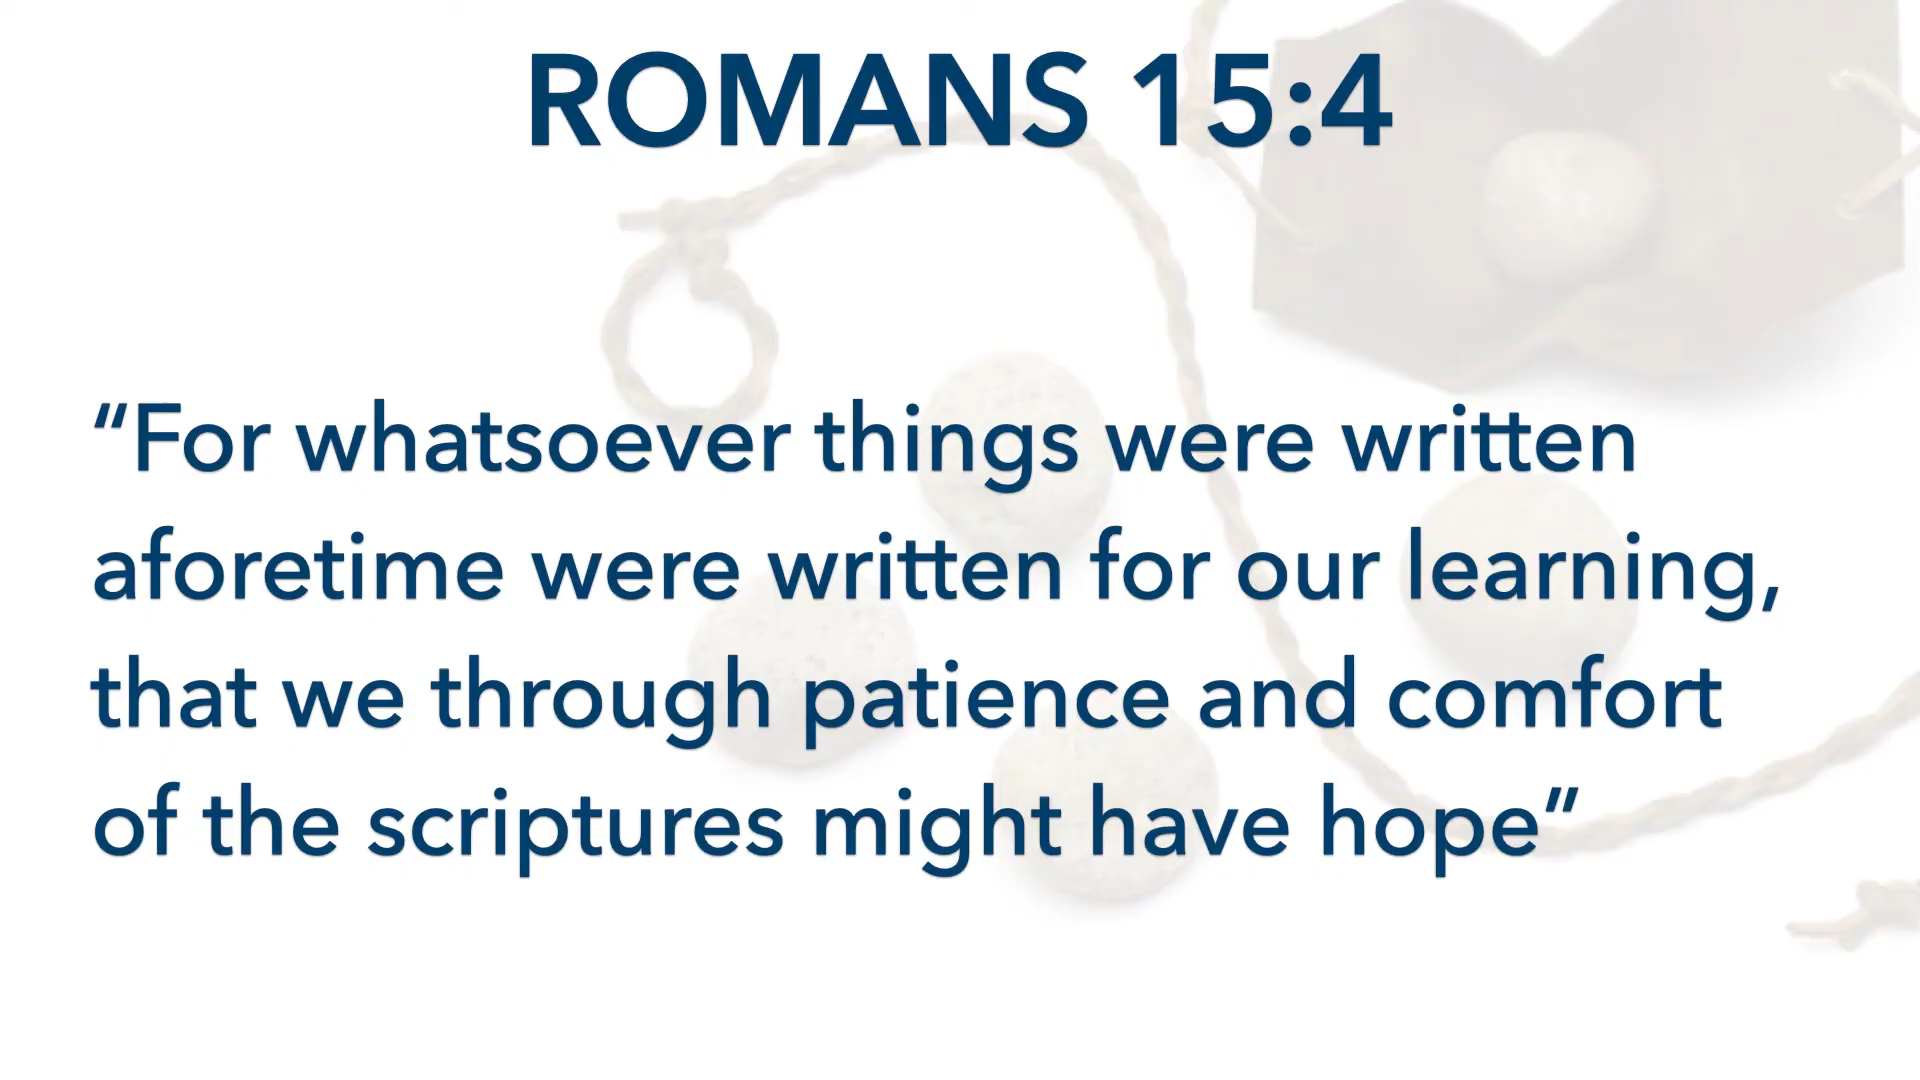 ROMANS 15:4
“For whatsoever things were written
aforetime were written for our learning,
that we through patience and comfort
of the scriptures might have hope”